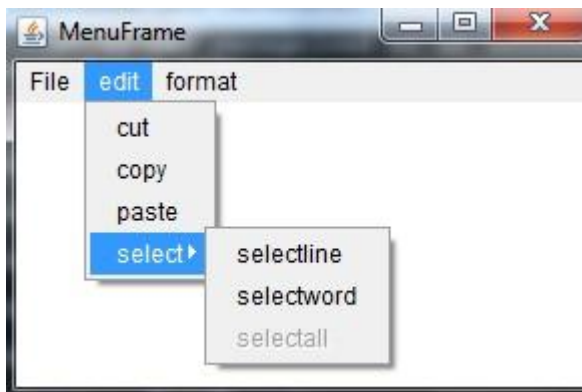 MenuFrame
File edit format
cut
copy
paste
select
selectline
selectword
selectall